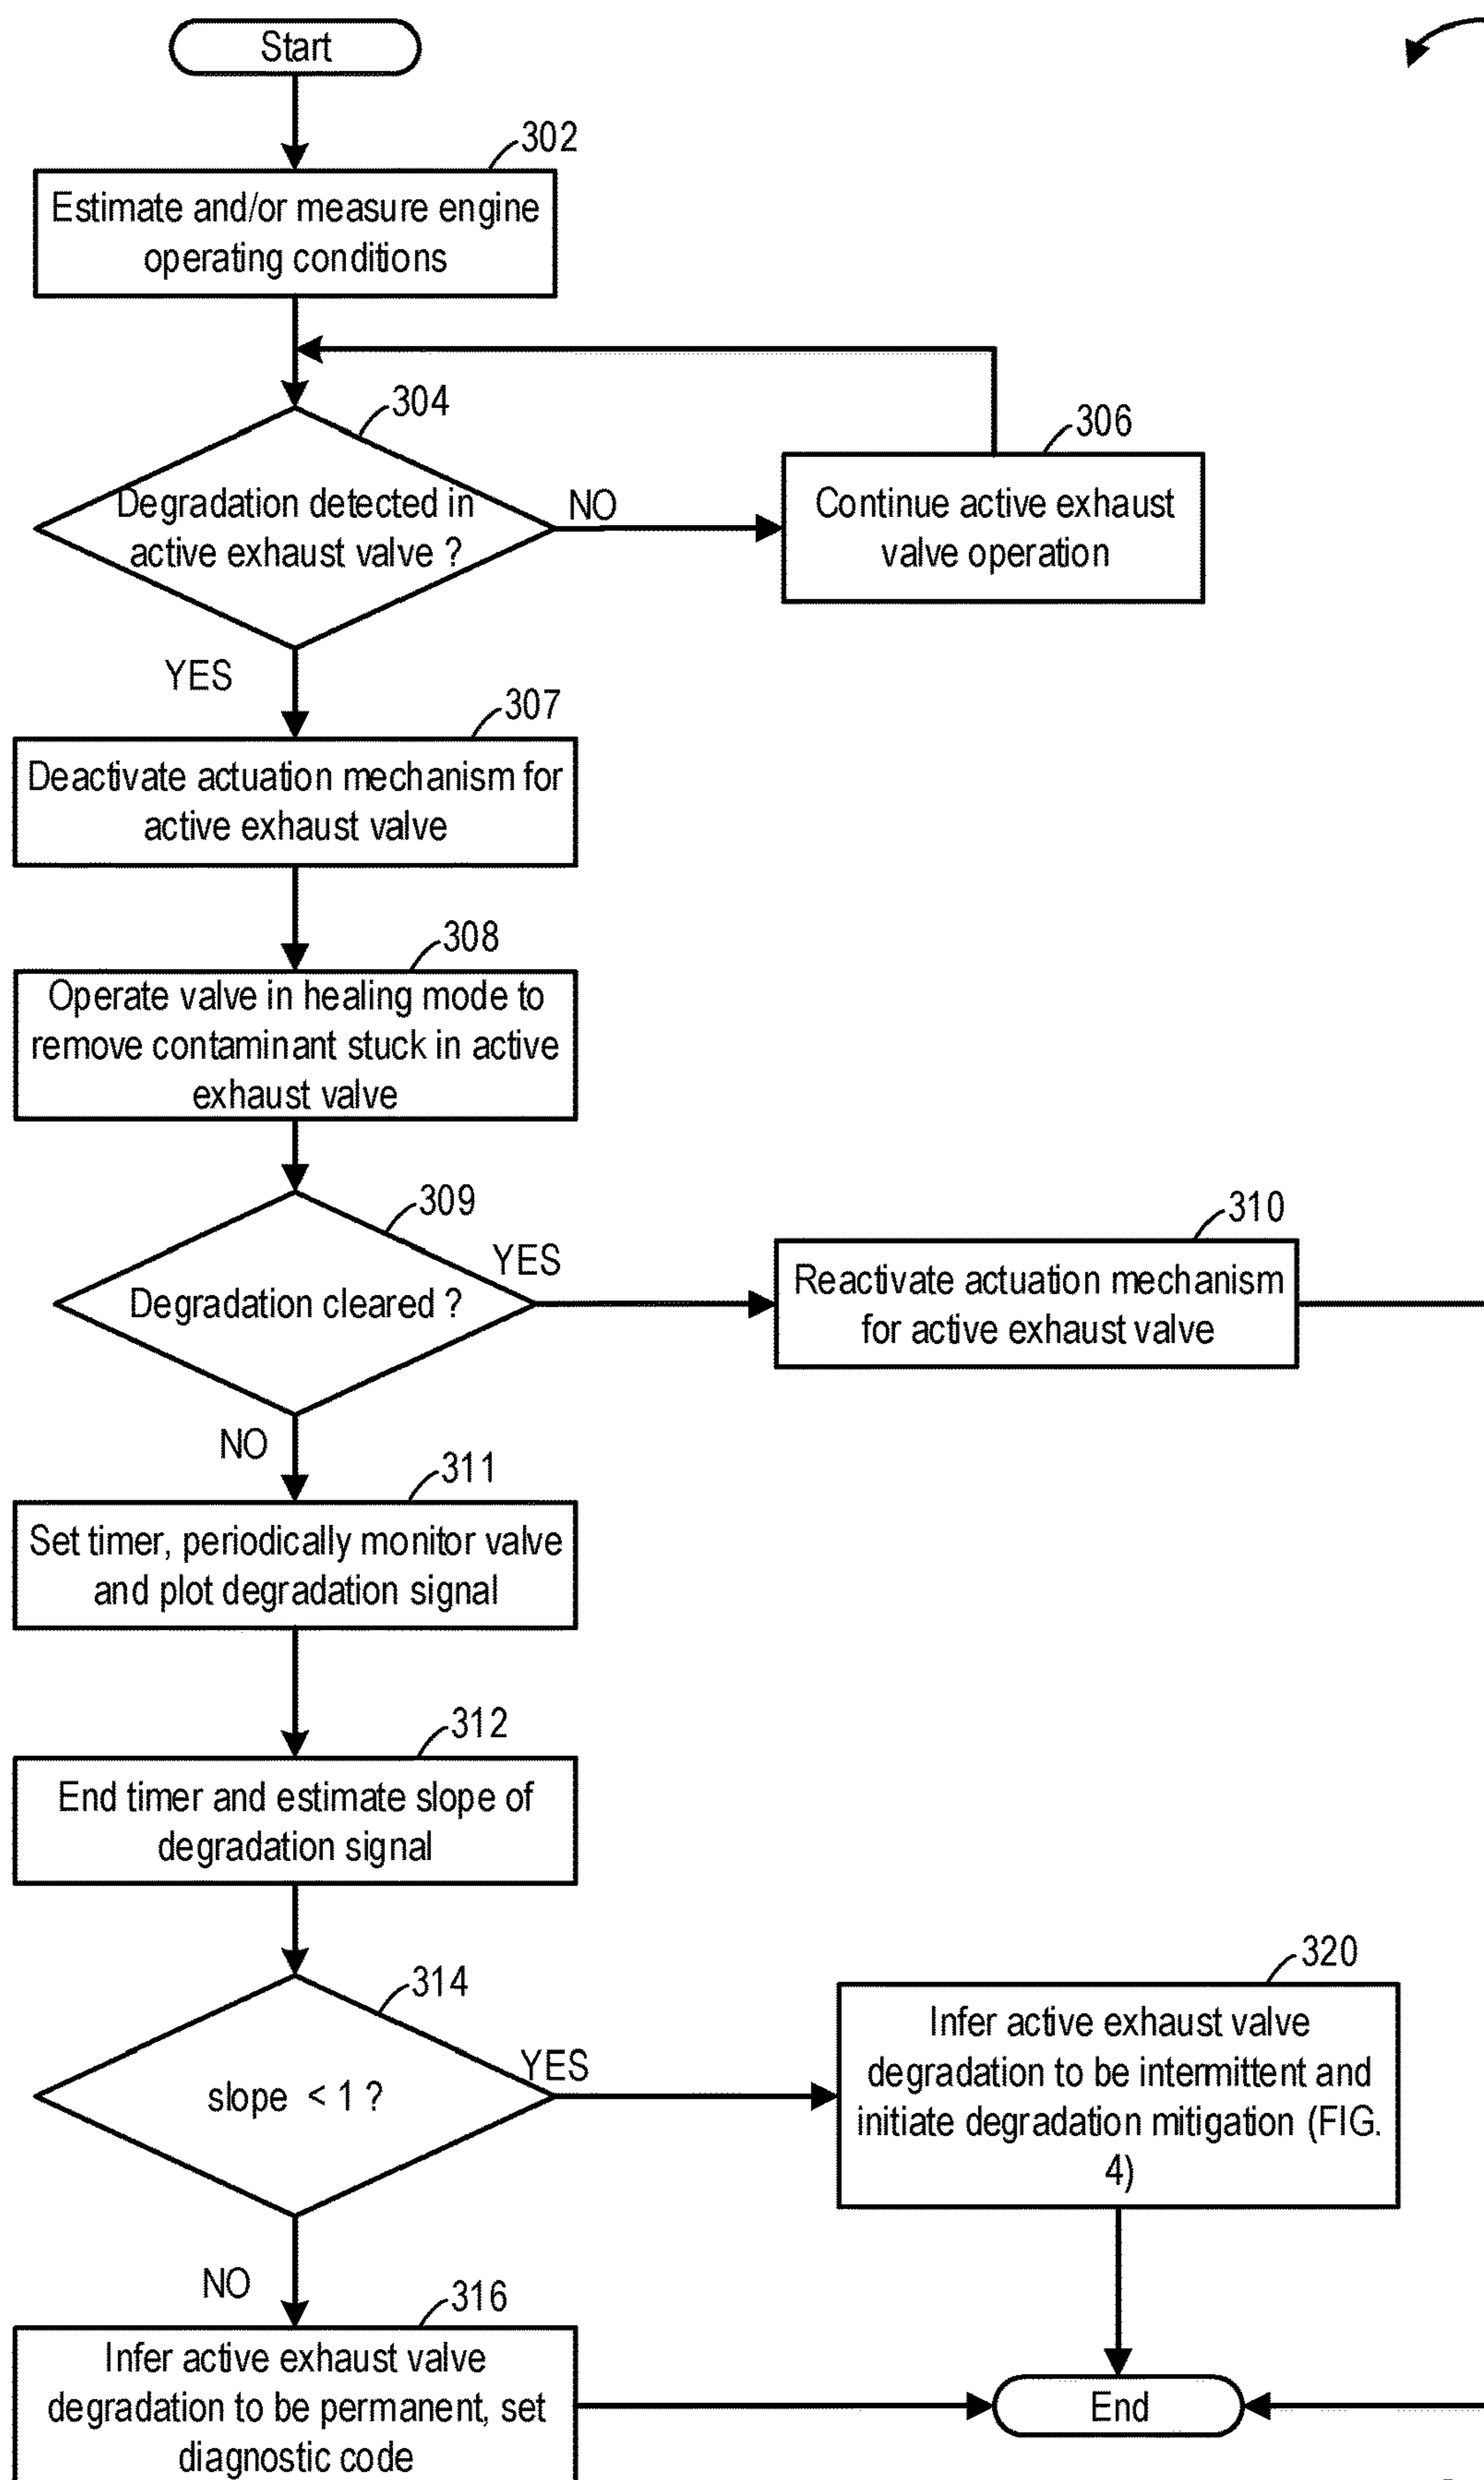 Start
302
Estimate and/or measure engine
operating conditions
304
Degradation detected in
active exhaust valve ?
NO
306
Continue active exhaust
valve operation
YES
307
Deactivate actuation mechanism for
active exhaust valve
308
Operate valve in healing mode to
remove contaminant stuck in active
exhaust valve
309
Degradation cleared ?
YES
310
Reactivate actuation mechanism
for active exhaust valve
NO
311
Set timer, periodically monitor valve
and plot degradation signal
312
End timer and estimate slope of
degradation signal
314
slope < 1 ?
YES
320
Infer active exhaust valve
degradation to be intermittent and
initiate degradation mitigation (FIG.
4)
NO
316
Infer active exhaust valve
degradation to be permanent, set
diagnostic code
End